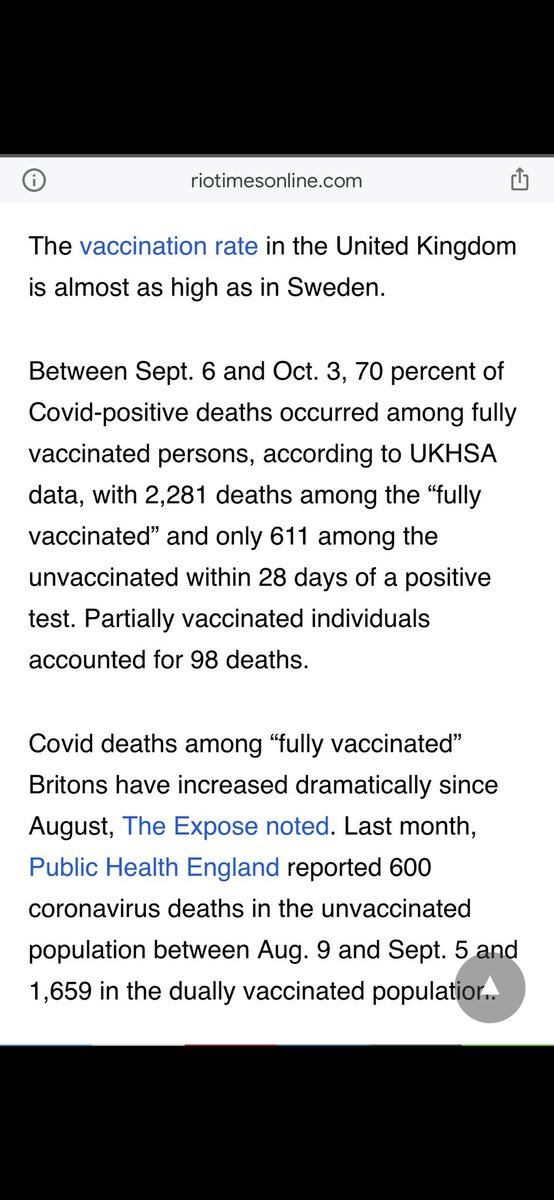 riotimesonline.com
The vaccination rate in the United Kingdom
is almost as high as in Sweden.
Between Sept. 6 and Oct. 3, 70 percent of
Covid-positive deaths occurred among fully
vaccinated persons, according to UKHSA
data, with 2,281 deaths among the “fully
vaccinated” and only 611 among the
unvaccinated within 28 days of a positive
test. Partially vaccinated individuals
accounted for 98 deaths.
Covid deaths among “fully vaccinated”
Britons have increased dramatically since
August, The Expose noted. Last month,
Public Health England reported 600
coronavirus deaths in the unvaccinated
population between Aug. 9 and Sept. 5 and
1,659 in the dually vaccinated population.